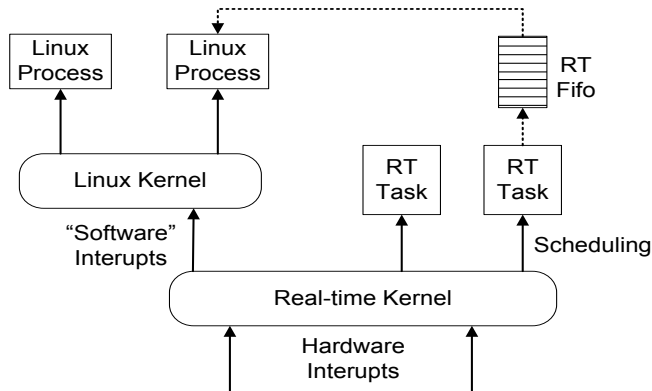 Linux
Process
Linux
Process
RT
Fifo
Linux Kernel
RT
Task
RT
Task
“Software”
Interupts
Scheduling
Real-time Kernel
Hardware
Interupts